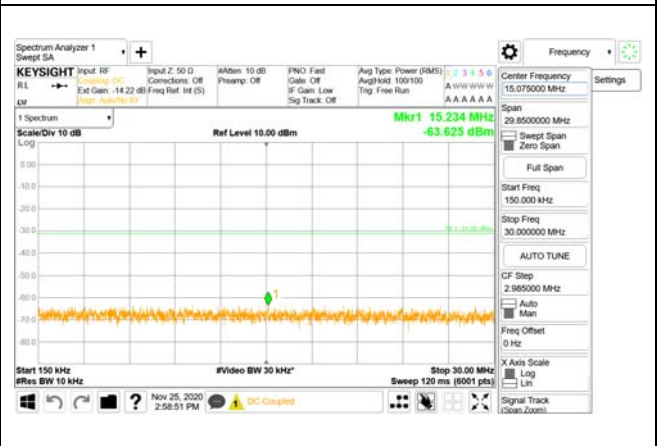 Spectrum Analyzer 1
Swept SA
+
Frequency
KEYSIGHT
RL
Input: RF
Coupling: DC
Ext Gain: -14.22 dB
Align: Auto/No RF
Input Z: 50 Ω
Corrections: Off
Freq Ref: Int (S)
#Atten: 10 dB
Preamp: Off
PNO: Fast
Gate: Off
IF Gain: Low
Sig Track: Off
Avg Type: Power (RMS)
Avg|Hold: 100/100
Trig: Free Run
1 2 3 4 5 6
A W W W W W
A A A A A A
1 Spectrum
Scale/Div 10 dB
Ref Level 10.00 dBm
Mkr1 15.234 MHz
-63.625 dBm
Log
0.00
-10.0
-20.0
-30.0
-40.0
-50.0
-60.0
-70.0
-80.0
1
Start 150 kHz
#Res BW 10 kHz
#Video BW 30 kHz*
Stop 30.00 MHz
Sweep 120 ms (6001 pts)
?
Nov 25, 2020
2:58:51 PM
DC Coupled
Center Frequency
15.075000 MHz
Settings
Span
29.8500000 MHz
Swept Span
Zero Span
Full Span
Start Freq
150.000 kHz
Stop Freq
30.000000 MHz
AUTO TUNE
CF Step
2.985000 MHz
Auto
Man
Freq Offset
0 Hz
X Axis Scale
Log
Lin
Signal Track
(Span Zoom)